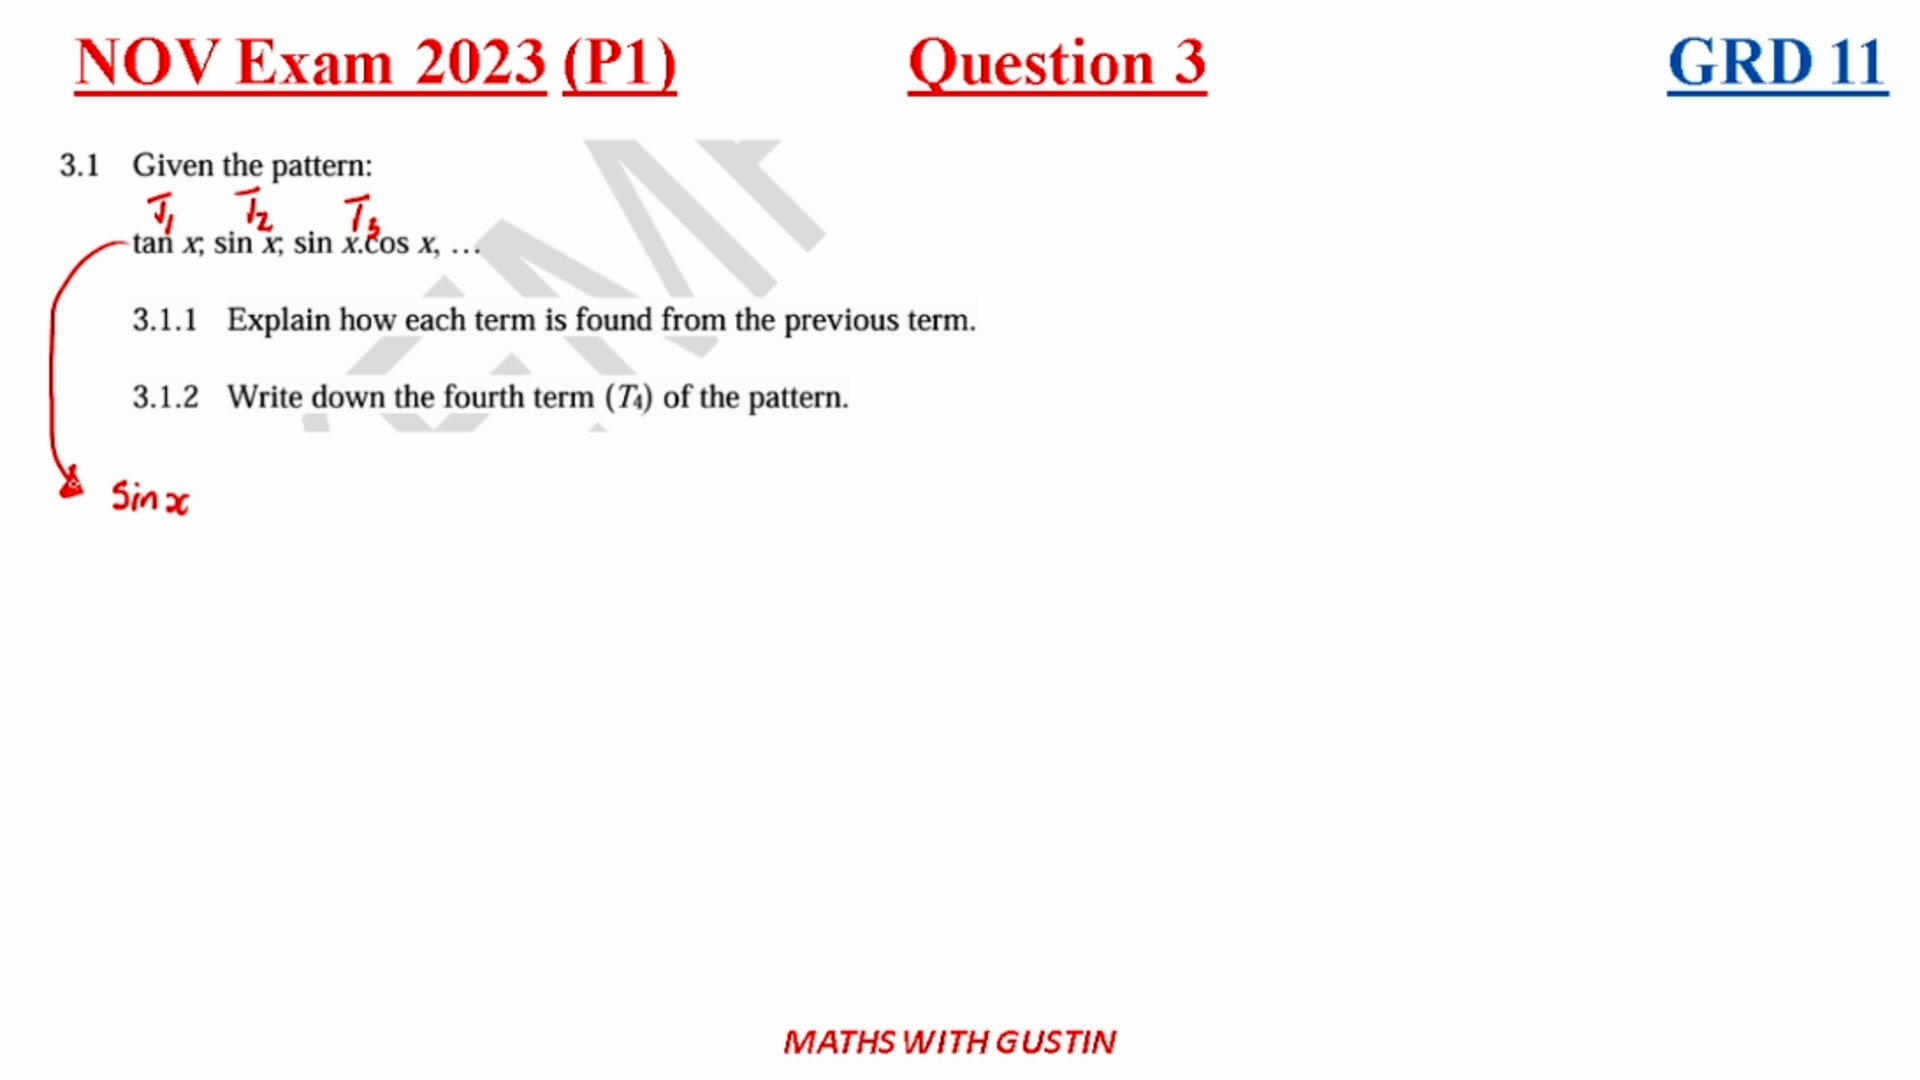 NOV Exam 2023 (P1) Question 3 GRD 11
3.1 Given the pattern:
T1 T2 T3
tan x; sin x; sin x.cos x, …
3.1.1 Explain how each term is found from the previous term.
3.1.2 Write down the fourth term (T4) of the pattern.
Sin x
MATHS WITH GUSTIN